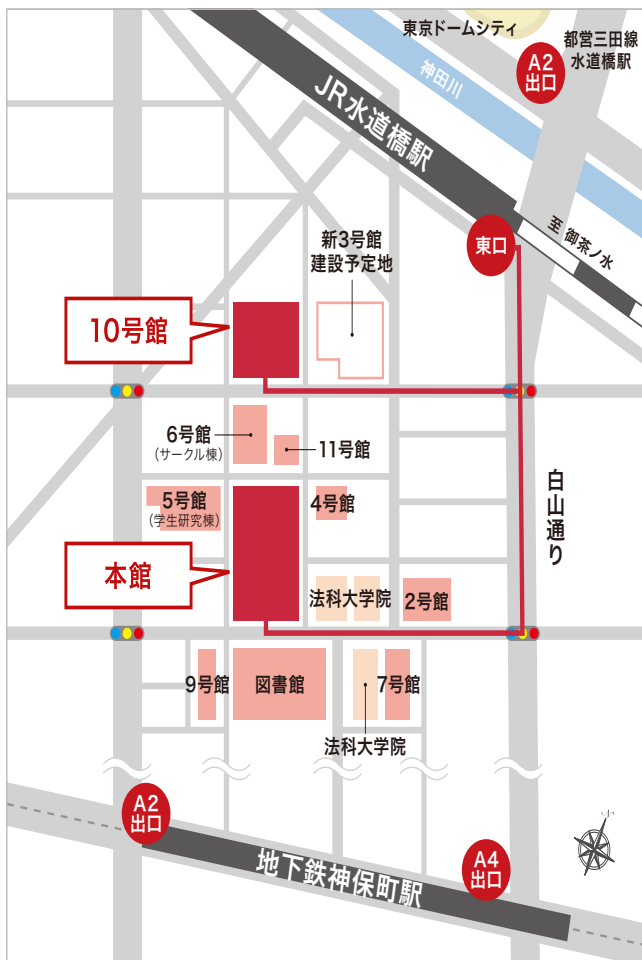 東京ドームシティ
都営三田線
水道橋駅
A2
出口
神田川
JR水道橋駅
東口
至 御茶ノ水
新3号館
建設予定地
10号館
6号館
(サークル棟)
11号館
白山通り
5号館
(学生研究棟)
4号館
本館
法科大学院
2号館
9号館
図書館
7号館
法科大学院
A2
出口
地下鉄神保町駅
A4
出口